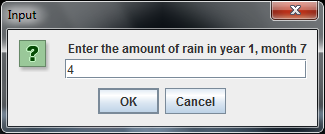 Input
Enter the amount of rain in year 1, month 7
4
OK
Cancel